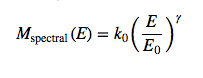 M_spectral (E) = k_0 (E / E_0)^γ